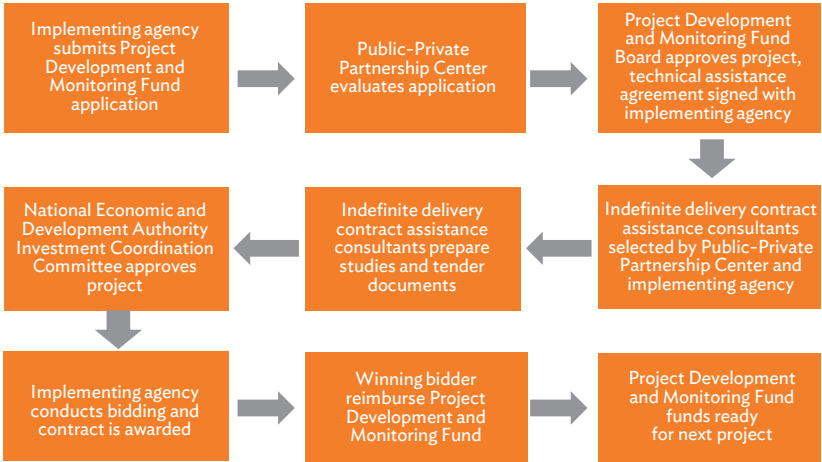 Implementing agency
submits Project
Development and
Monitoring Fund
application
Public–Private
Partnership Center
evaluates application
Project Development
and Monitoring Fund
Board approves project,
technical assistance
agreement signed with
implementing agency
Indefinite delivery contract
assistance consultants
selected by Public–Private
Partnership Center and
implementing agency
Indefinite delivery
contract assistance
consultants prepare
studies and tender
documents
National Economic and
Development Authority
Investment Coordination
Committee approves
project
Implementing agency
conducts bidding and
contract is awarded
Winning bidder
reimburse Project
Development and
Monitoring Fund
Project Development
and Monitoring Fund
funds ready
for next project